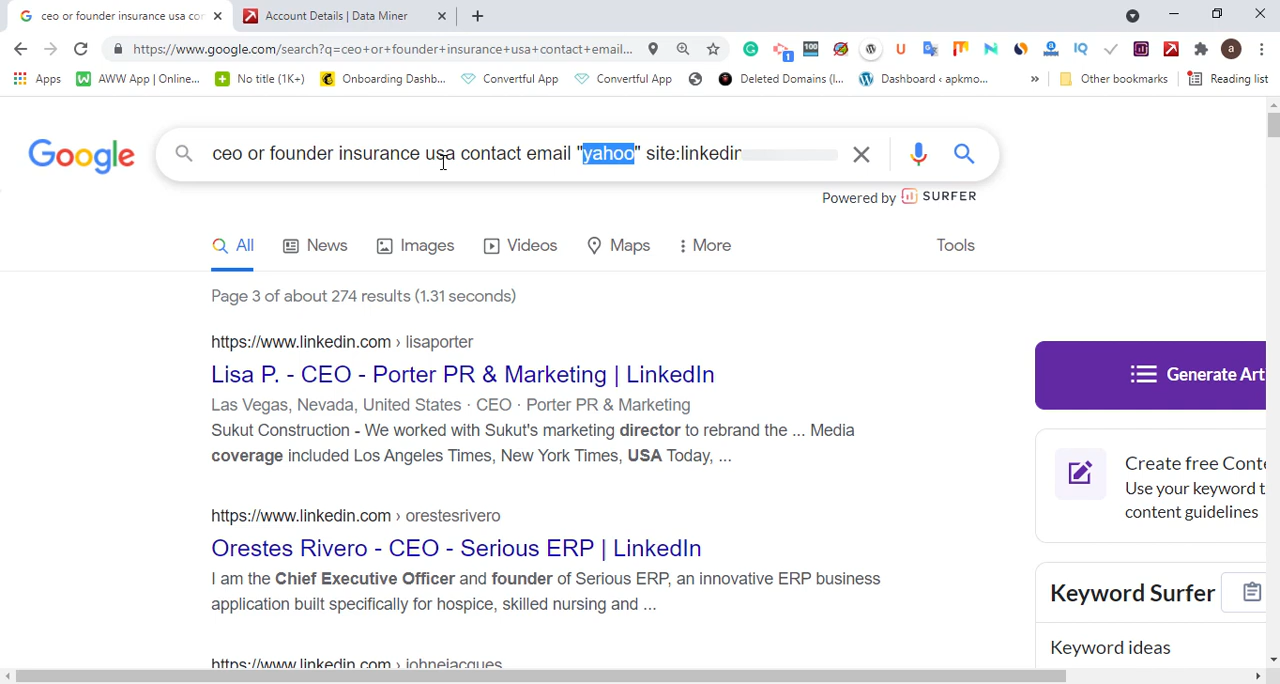 ceo or founder insurance usa cor
Account Details | Data Miner
https://www.google.com/search?q=ceo+or+founder+insurance+usa+contact+email...
Apps
AWW App | Online...
No title (1K+)
Onboarding Dashb...
Convertful App
Convertful App
Deleted Domains (I...
Dashboard ‹ apkmo...
»
Other bookmarks
Reading list
Google
ceo or founder insurance usa contact email "yahoo" site:linkedin
Powered by SURFER
All
News
Images
Videos
Maps
More
Tools
Page 3 of about 274 results (1.31 seconds)
https://www.linkedin.com › lisaporter
Lisa P. - CEO - Porter PR & Marketing | LinkedIn
Las Vegas, Nevada, United States · CEO · Porter PR & Marketing
Sukut Construction - We worked with Sukut's marketing director to rebrand the ... Media
coverage included Los Angeles Times, New York Times, USA Today, ...
https://www.linkedin.com › orestesrivero
Orestes Rivero - CEO - Serious ERP | LinkedIn
I am the Chief Executive Officer and founder of Serious ERP, an innovative ERP business
application built specifically for hospice, skilled nursing and ...
https://www.linkedin.com › johnejacques
Generate Art
Create free Conte
Use your keyword t
content guidelines
Keyword Surfer
Keyword ideas